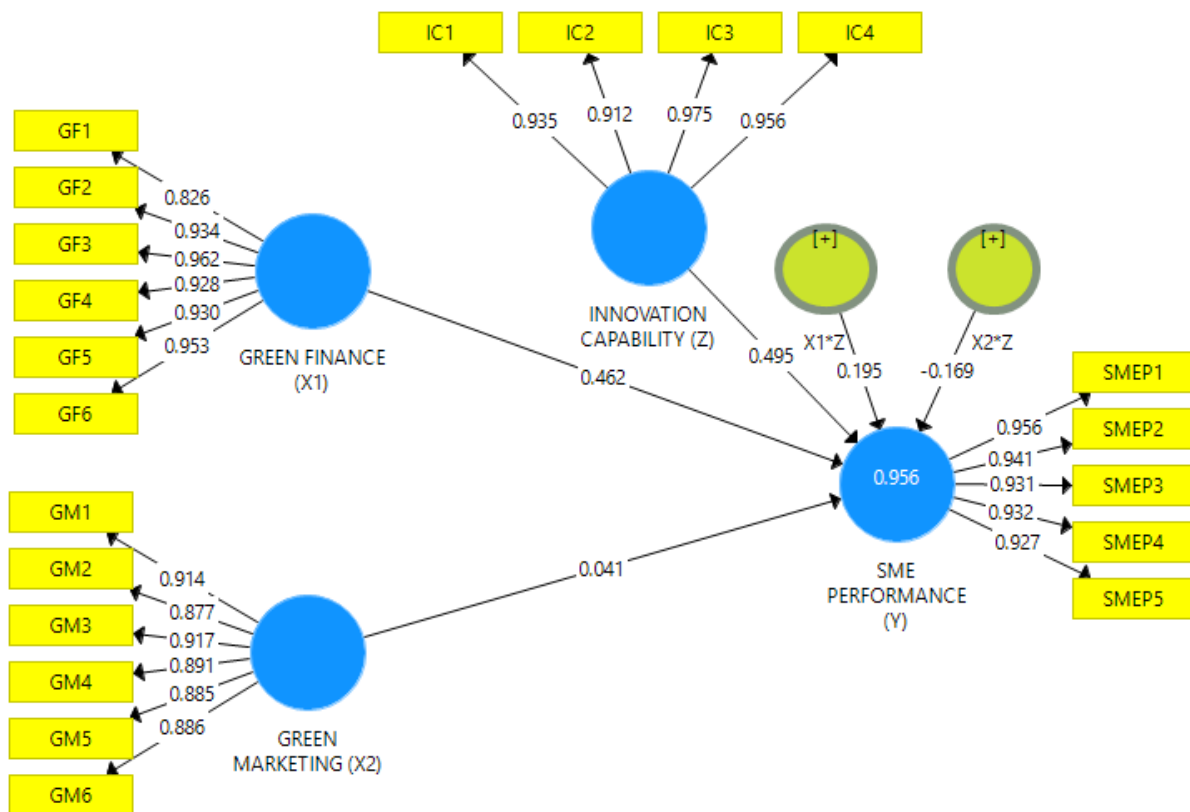 IC1
IC2
IC3
IC4
0.935
0.912
0.975
0.956
GF1
GF2
GF3
GF4
GF5
GF6
0.826
0.934
0.962
0.928
0.930
0.953
GREEN FINANCE
(X1)
INNOVATION
CAPABILITY (Z)
[+]
[+]
X1*Z
X2*Z
0.462
0.495
0.195
-0.169
SMEP1
SMEP2
SMEP3
SMEP4
SMEP5
0.956
0.941
0.931
0.932
0.927
0.956
SME
PERFORMANCE
(Y)
GM1
GM2
GM3
GM4
GM5
GM6
0.914
0.877
0.917
0.891
0.885
0.886
0.041
GREEN
MARKETING (X2)